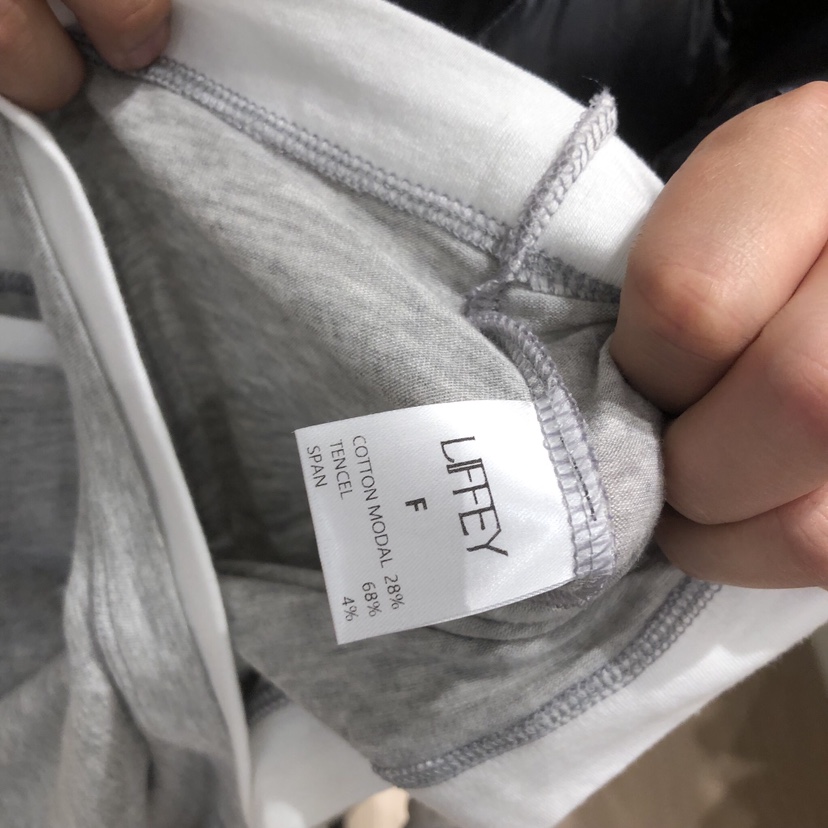 LIFFEY
F
COTTON MODAL 28%
TENCEL 68%
SPAN 4%